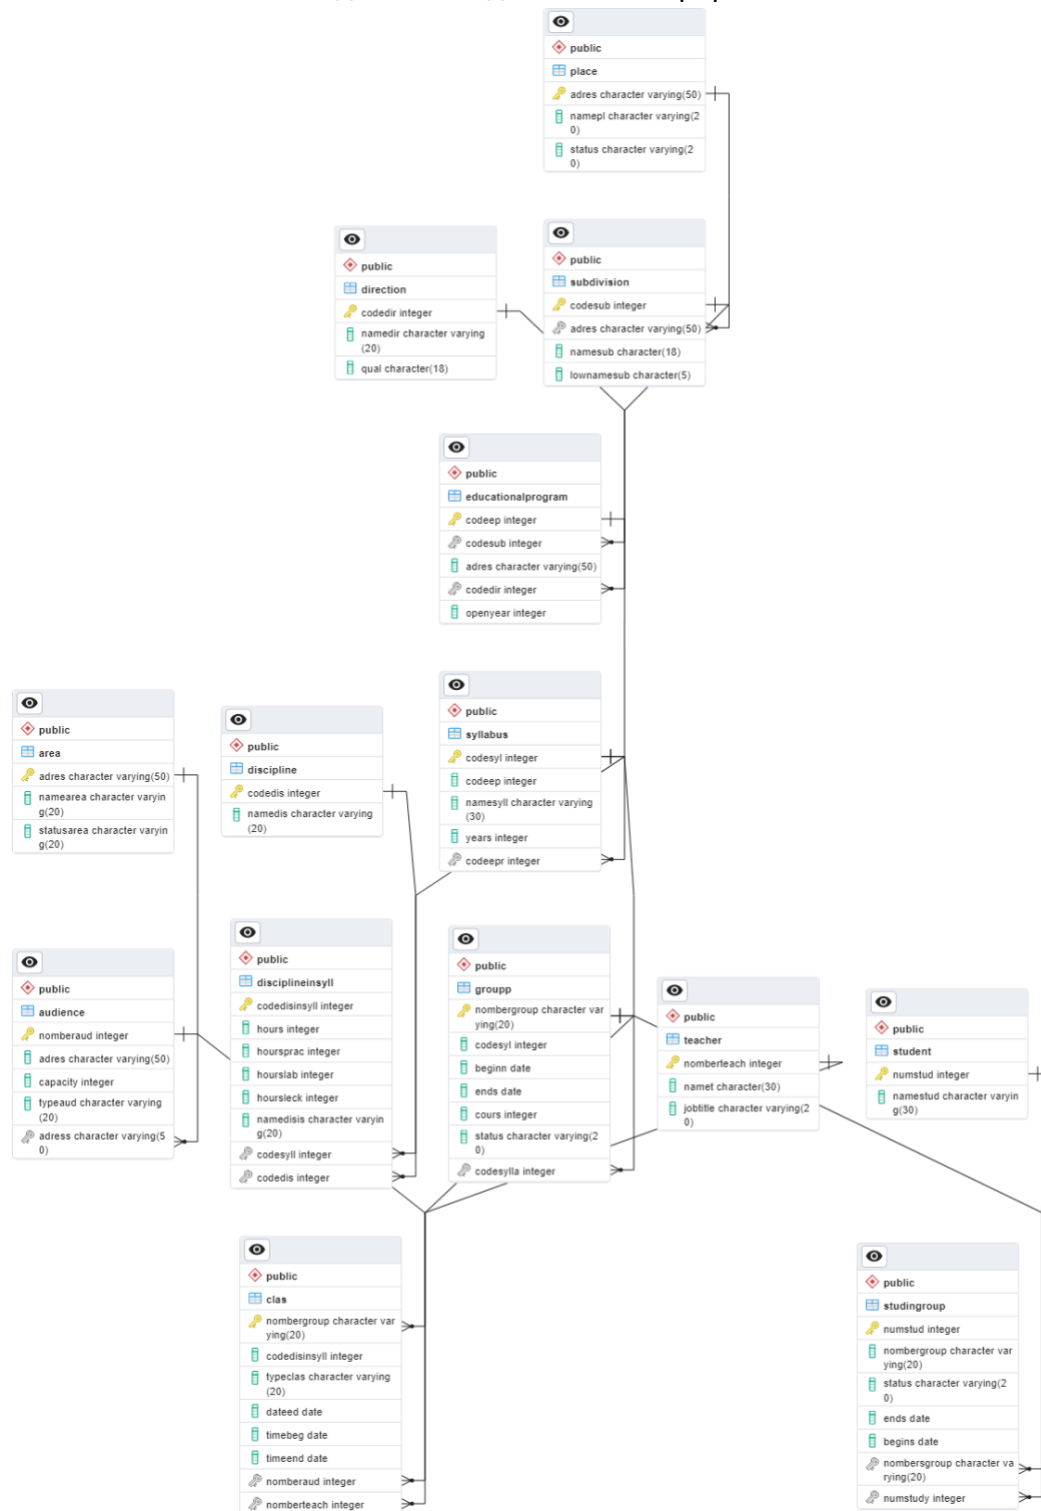 public
place
adres character varying(50)
namepl character varying(2
0)
status character varying(2
0)
public
direction
codedir integer
namedir character varying
(20)
qual character(18)
public
subdivision
codesub integer
adres character varying(50)
namesub character(18)
lownamesub character(5)
public
educationalprogram
codeep integer
codesub integer
adres character varying(50)
codedir integer
openyear integer
public
area
adres character varying(50)
namearea character varyin
g(20)
statusarea character varyin
g(20)
public
discipline
codedis integer
namedis character varying
(20)
public
syllabus
codesyl integer
codeep integer
namesyll character varying
(30)
years integer
codeepr integer
public
audience
nomberaud integer
adres character varying(50)
capacity integer
typeaud character varying
(20)
adress character varying(5
0)
public
disciplineinsyll
codedisinsyll integer
hours integer
hoursprac integer
hourslab integer
hoursleck integer
namedisis character varyin
g(20)
codesyll integer
codedis integer
public
groupp
nombergroup character var
ying(20)
codesyl integer
beginn date
ends date
cours integer
status character varying(2
0)
codesylla integer
public
teacher
nomberteach integer
namet character(30)
jobtitle character varying(2
0)
public
student
numstud integer
namestud character varyin
g(30)
public
clas
nombergroup character var
ying(20)
codedisinsyll integer
typeclas character varying
(20)
dateed date
timebeg date
timeend date
nomberaud integer
nomberteach integer
public
studingroup
numstud integer
nombergroup character var
ying(20)
status character varying(2
0)
ends date
begins date
nombersgroup character va
rying(20)
numstudy integer